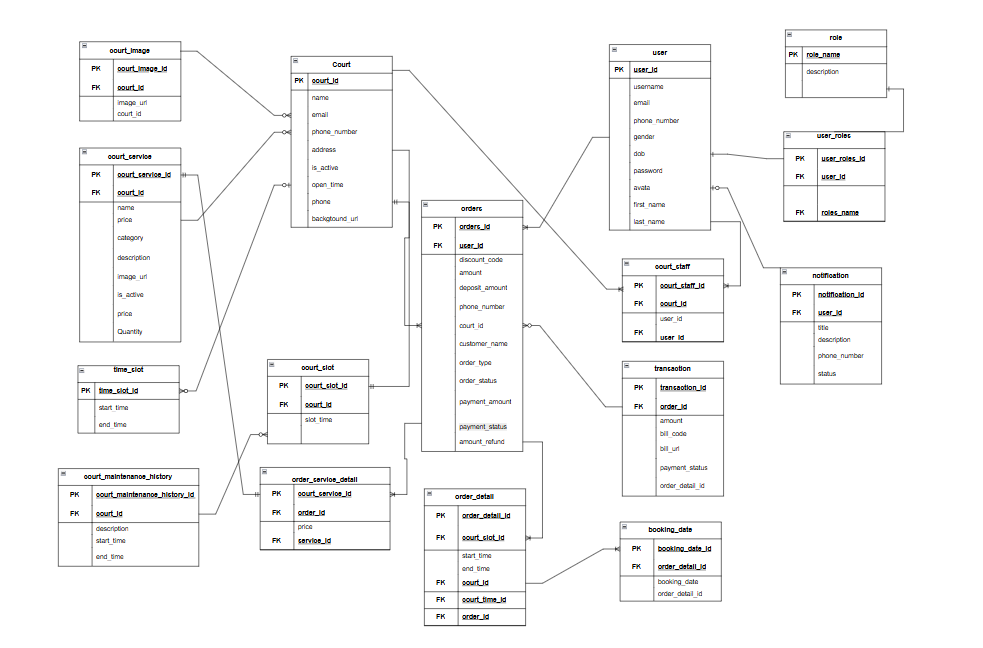 court_image
PK court_image_id
FK court_id
image_url
court_id
court_service
PK court_service_id
FK court_id
name
price
category
description
image_url
is_active
price
Quantity
time_slot
PK time_slot_id
start_time
end_time
court_maintenance_history
PK court_maintenance_history_id
FK court_id
description
start_time
end_time
Court
PK court_id
name
email
phone_number
address
is_active
open_time
phone
backgtound_url
court_slot
PK court_slot_id
FK court_id
slot_time
order_service_detail
PK court_service_id
FK order_id
price
FK service_id
orders
PK orders_id
FK user_id
discount_code
amount
deposit_amount
phone_number
court_id
customer_name
order_type
order_status
payment_amount
payment_status
amount_refund
order_detail
PK order_detail_id
FK court_slot_id
start_time
end_time
FK court_id
FK court_time_id
FK order_id
user
PK user_id
username
email
phone_number
gender
dob
password
avata
first_name
last_name
court_staff
PK court_staff_id
FK court_id
user_id
FK user_id
transaction
PK transaction_id
FK order_id
amount
bill_code
bill_url
payment_status
order_detail_id
booking_date
PK booking_date_id
FK order_detail_id
booking_date
order_detail_id
role
PK role_name
description
user_roles
PK user_roles_id
FK user_id
FK roles_name
notification
PK notification_id
FK user_id
title
description
phone_number
status